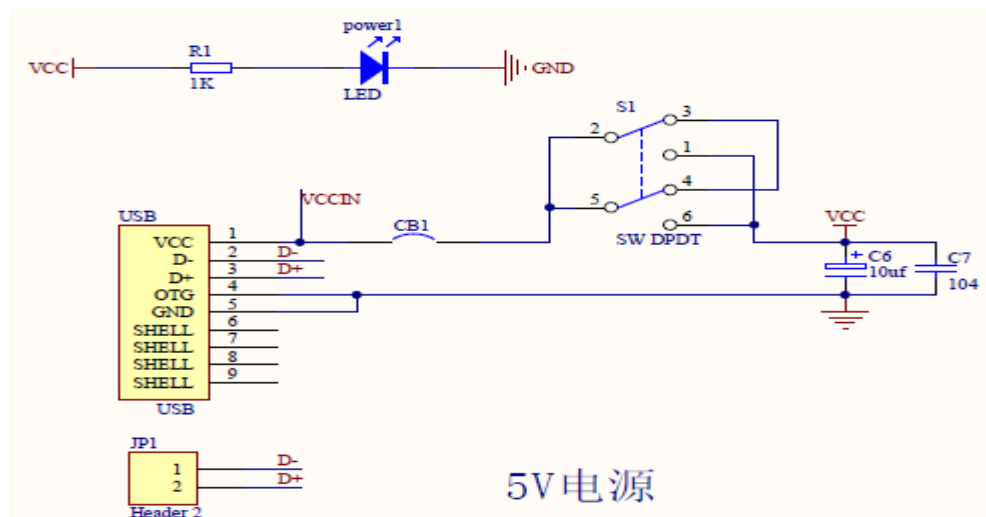 power1
R1
VCC
GND
1K
LED
S1
3
2
1
4
5
6
SW DPDT
VCCIN
USB
CB1
VCC
VCC 1
D- 2 D-
D+ 3 D+
OTG 4
GND 5
SHELL 6
SHELL 7
SHELL 8
SHELL 9
USB
+ C6
10uf
C7
104
JP1
1 D-
2 D+
Header 2
5V电源